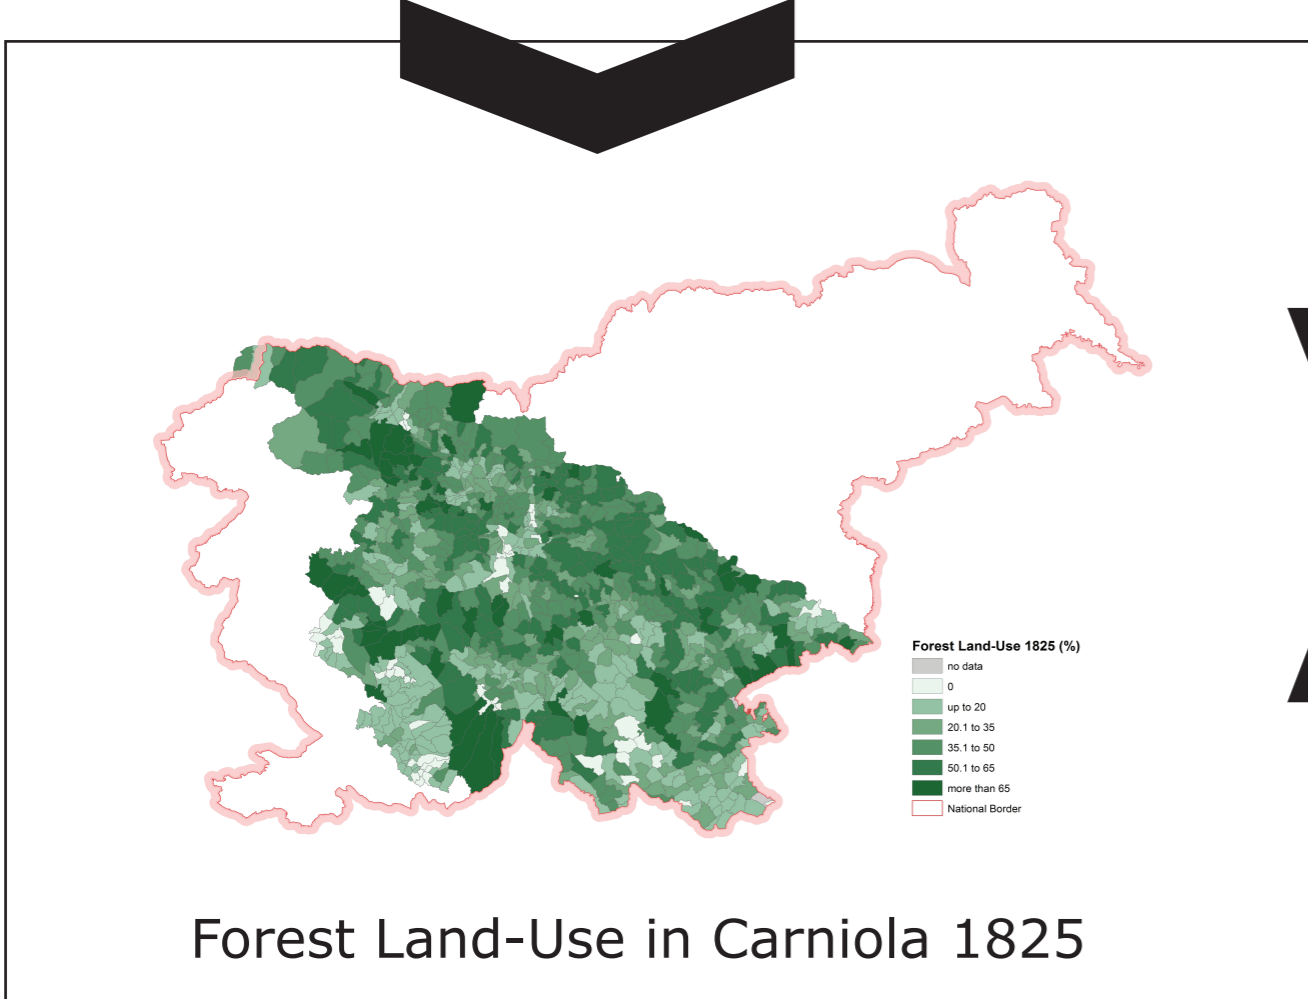 Forest Land-Use 1825 (%)
no data
0
up to 20
20.1 to 35
35.1 to 50
50.1 to 65
more than 65
National Border
Forest Land-Use in Carniola 1825